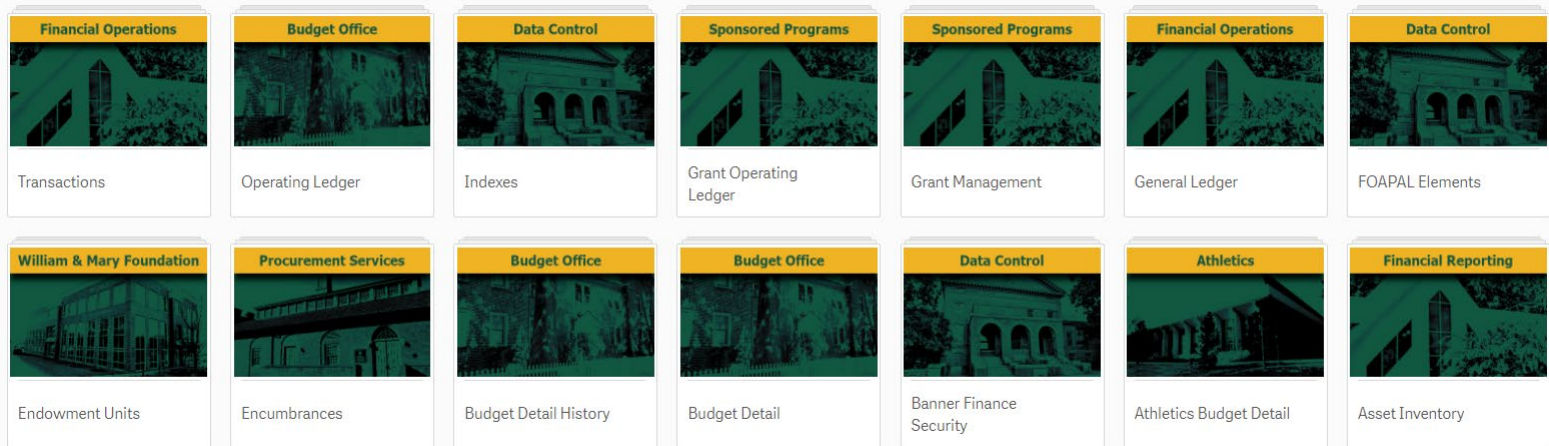 Financial Operations
Budget Office
Data Control
Sponsored Programs
Sponsored Programs
Financial Operations
Data Control
Transactions
Operating Ledger
Indexes
Grant Operating
Ledger
Grant Management
General Ledger
FOAPAL Elements
William & Mary Foundation
Procurement Services
Budget Office
Budget Office
Data Control
Athletics
Financial Reporting
Endowment Units
Encumbrances
Budget Detail History
Budget Detail
Banner Finance
Security
Athletics Budget Detail
Asset Inventory